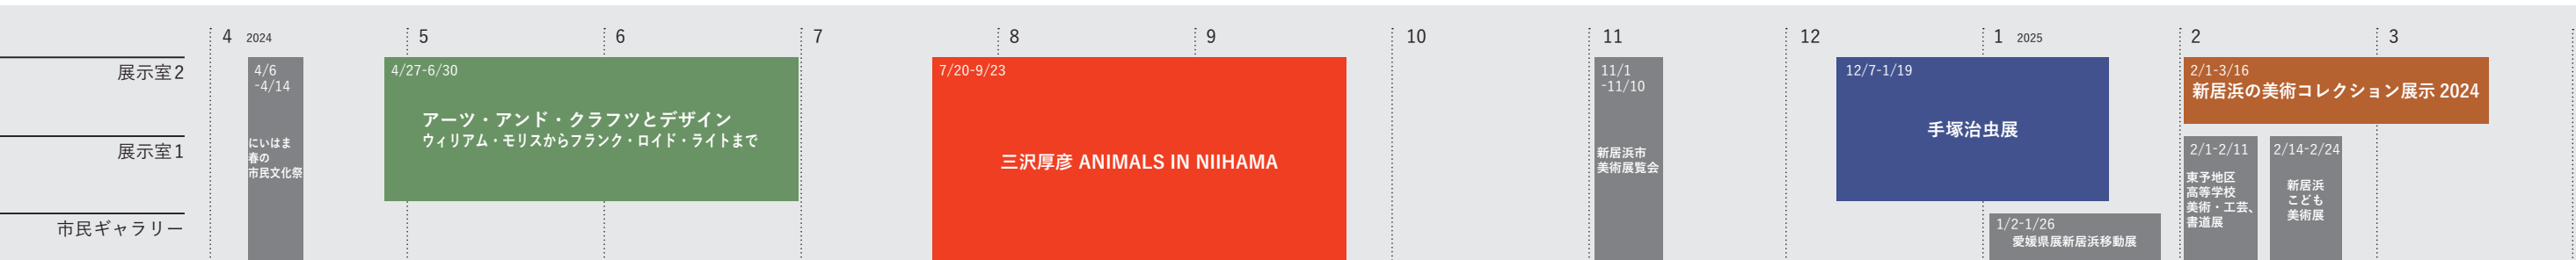 4 2024
5
6
7
8
9
10
11
12
1 2025
2
3
展示室2
展示室1
市民ギャラリー
4/6
-4/14
にいはま
春の
市民文化祭
4/27-6/30
アーツ・アンド・クラフツとデザイン
ウィリアム・モリスからフランク・ロイド・ライトまで
7/20-9/23
三沢厚彦 ANIMALS IN NIIHAMA
11/1
-11/10
新居浜市
美術展覧会
12/7-1/19
手塚治虫展
1/2-1/26
愛媛県展新居浜移動展
2/1-3/16
新居浜の美術コレクション展示 2024
2/1-2/11
東予地区
高等学校
美術・工芸、
書道展
2/14-2/24
新居浜
こども
美術展